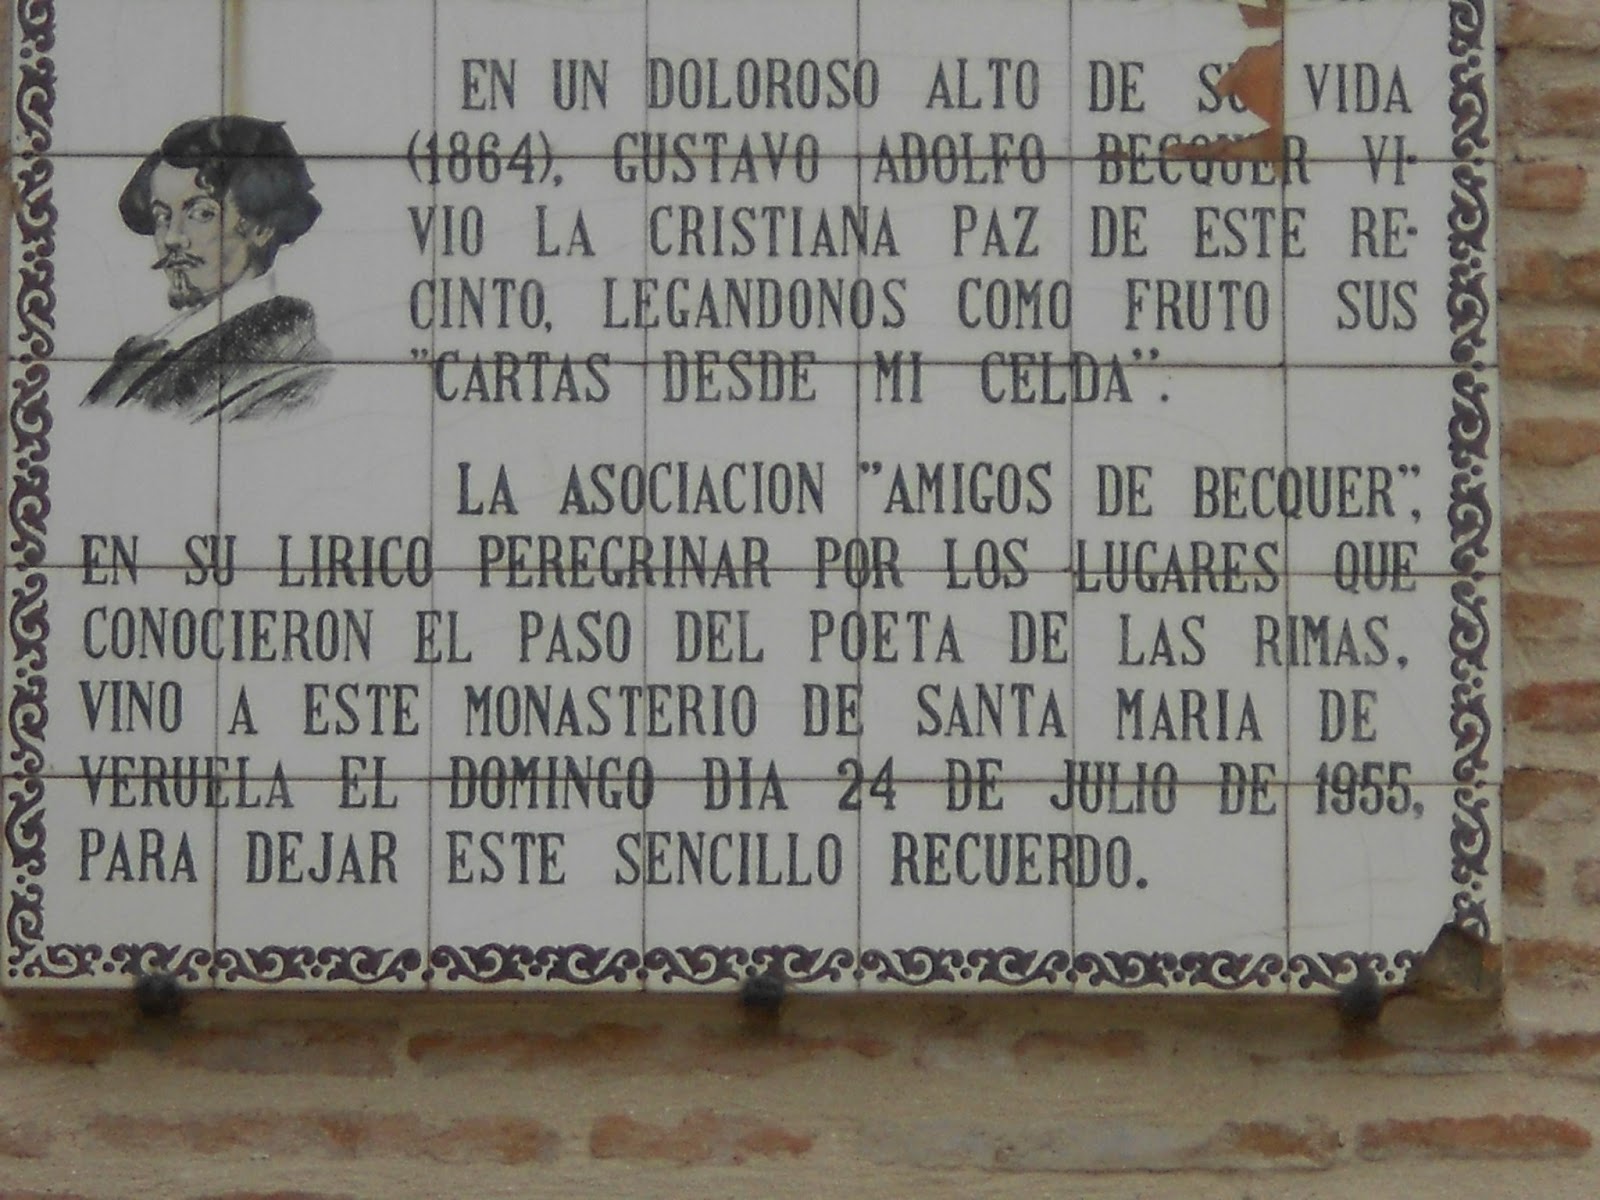 EN UN DOLOROSO ALTO DE SU VIDA
(1864), GUSTAVO ADOLFO BECQUER VI-
VIO LA CRISTIANA PAZ DE ESTE RE-
CINTO, LEGANDONOS COMO FRUTO SUS
"CARTAS DESDE MI CELDA".
LA ASOCIACION "AMIGOS DE BECQUER",
EN SU LIRICO PEREGRINAR POR LOS LUGARES QUE
CONOCIERON EL PASO DEL POETA DE LAS RIMAS,
VINO A ESTE MONASTERIO DE SANTA MARIA DE
VERUELA EL DOMINGO DIA 24 DE JULIO DE 1955,
PARA DEJAR ESTE SENCILLO RECUERDO.